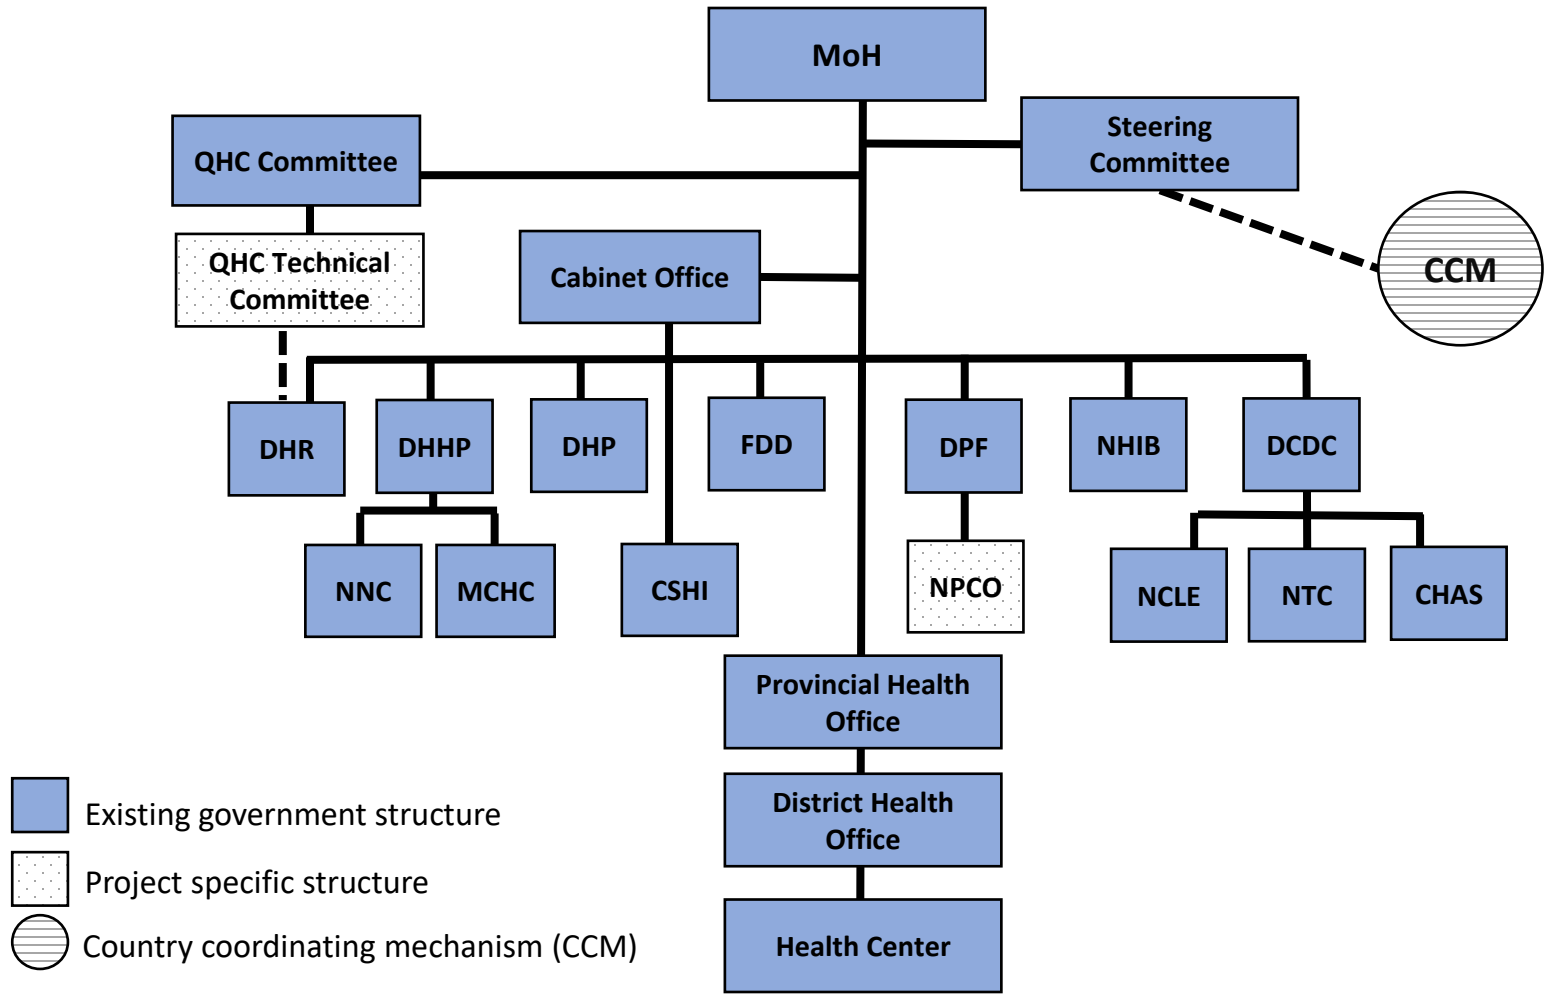 MoH
Steering
Committee
QHC Committee
QHC Technical
Committee
Cabinet Office
CCM
DHR
DHHP
DHP
FDD
DPF
NHIB
DCDC
NNC
MCHC
CSHI
NPCO
NCLE
NTC
CHAS
Provincial Health
Office
District Health
Office
Health Center
Existing government structure
Project specific structure
Country coordinating mechanism (CCM)